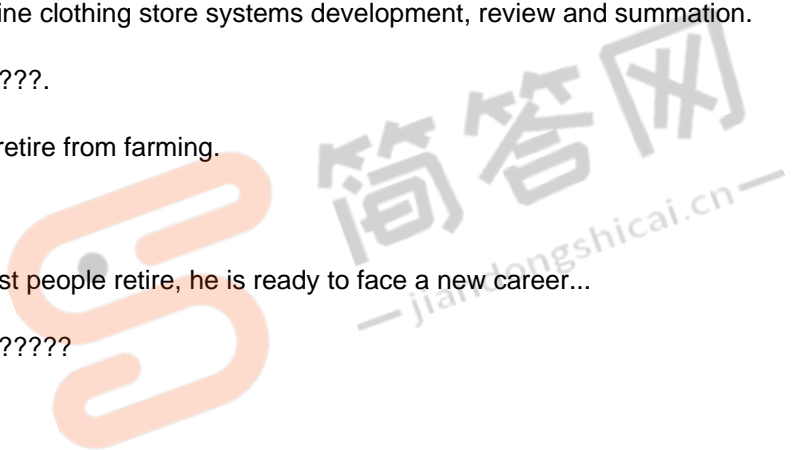 ine clothing store systems development, review and summation.
???.
retire from farming.
简答网
jiandongshicai.cn
st people retire, he is ready to face a new career...
?????